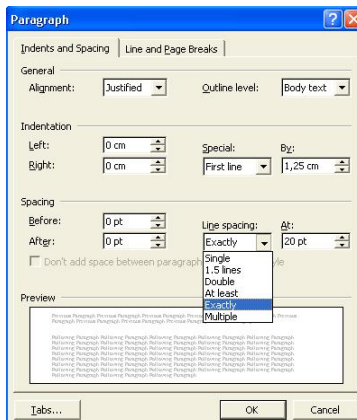 Paragraph
Indents and Spacing Line and Page Breaks
General
Alignment: Justified Outline level: Body text
Indentation
Left: 0 cm Special: By:
Right: 0 cm First line 1,25 cm
Spacing
Before: 0 pt Line spacing: At:
After: 0 pt Exactly 20 pt
Single
Don't add space between paragraph
1.5 lines
Double
At least
Exactly
Multiple
Preview
Tabs... OK Cancel